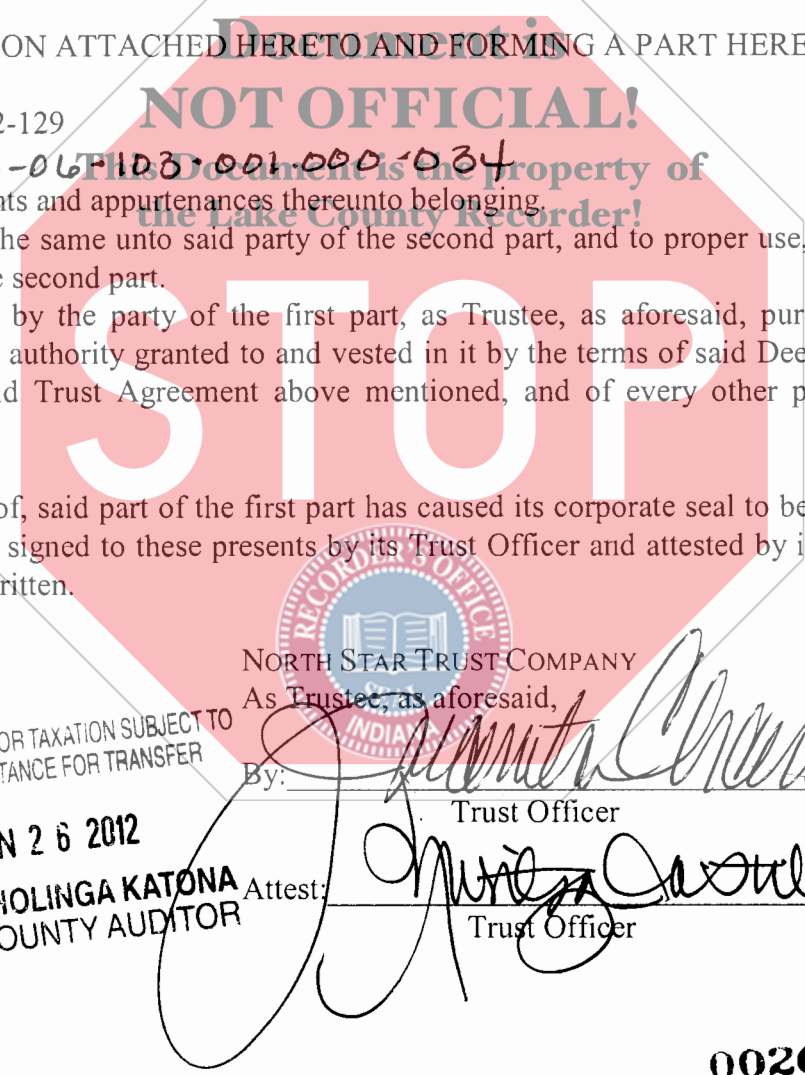 Document is
ON ATTACHED HERETO AND FORMING A PART HERE
NOT OFFICIAL!
2-129
-06-103-001.000-034
This Document is the property of
nts and appurtenances thereunto belonging.
the Lake County Recorder!
he same unto said party of the second part, and to proper use,
e second part.
by the party of the first part, as Trustee, as aforesaid, pur
authority granted to and vested in it by the terms of said Dee
d Trust Agreement above mentioned, and of every other p
STOP
of, said part of the first part has caused its corporate seal to be
signed to these presents by its Trust Officer and attested by i
ritten.
RECORDER'S OFFICE
SEAL
INDIANA
NORTH STAR TRUST COMPANY
As Trustee, as aforesaid,
OR TAXATION SUBJECT TO
TANCE FOR TRANSFER
By:
Trust Officer
N 26 2012
HOLINGA KATONA
OUNTY AUDITOR
Attest:
Trust Officer
002